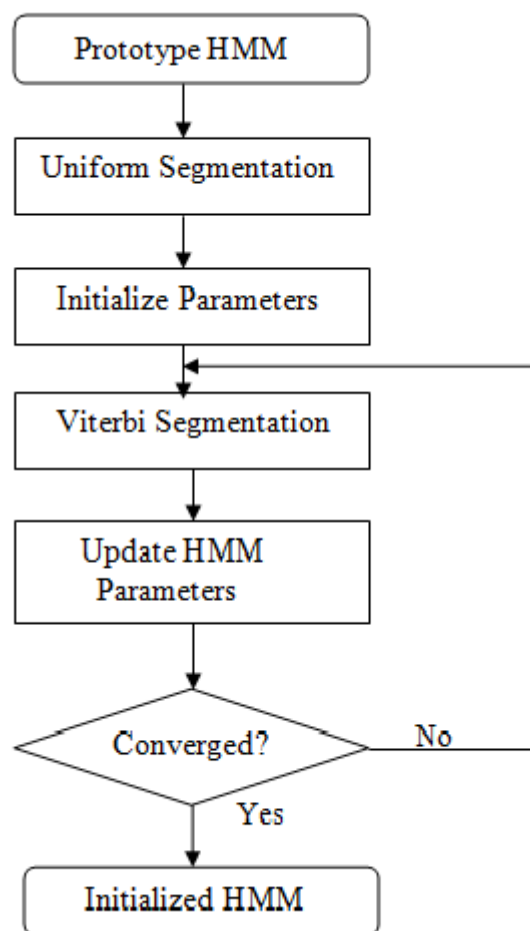 Prototype HMM
Uniform Segmentation
Initialize Parameters
Viterbi Segmentation
Update HMM
Parameters
Converged?
No
Yes
Initialized HMM